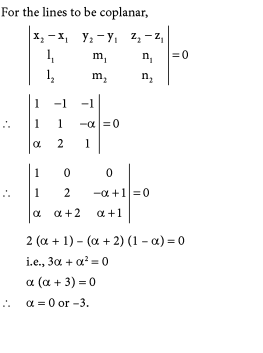 For the lines to be coplanar,
| x₂ – x₁  y₂ – y₁  z₂ – z₁ |
| l₁  m₁  n₁ | = 0
| l₂  m₂  n₂ |
| 1  –1  –1 |
∴ | 1  1  –α | = 0
| α  2  1 |
| 1  0  0 |
∴ | 1  2  –α + 1 | = 0
| α  α + 2  α + 1 |
2 (α + 1) – (α + 2) (1 – α) = 0
i.e., 3α + α² = 0
α (α + 3) = 0
∴ α = 0 or –3.